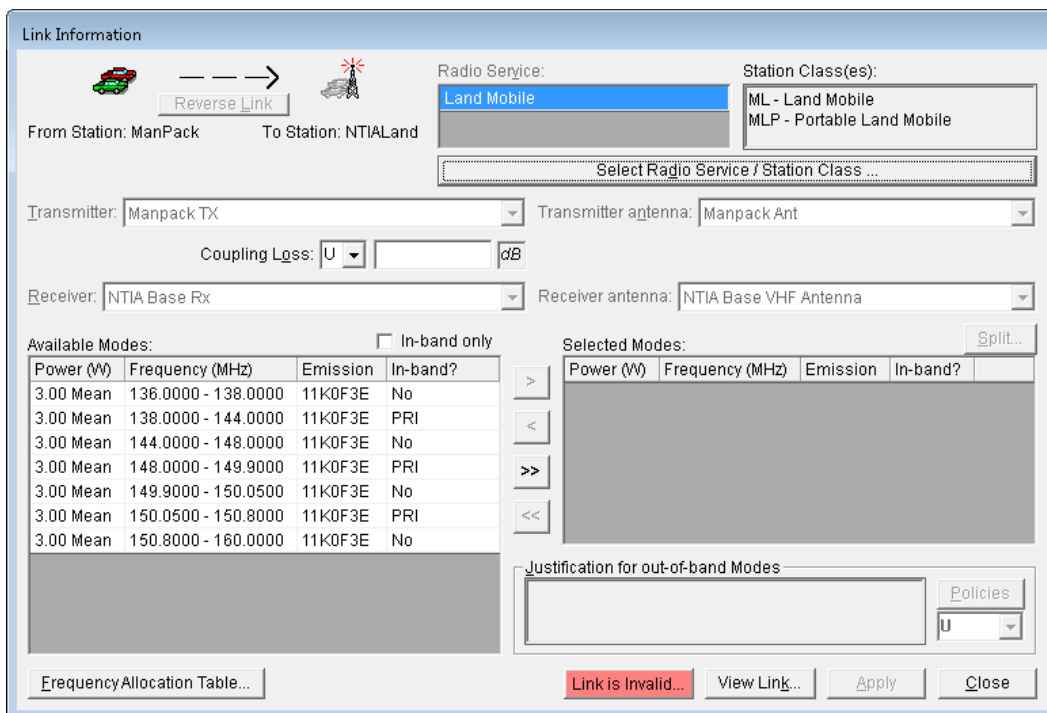 Link Information
Radio Service:
Station Class(es):
Reverse Link
Land Mobile
ML - Land Mobile
MLP - Portable Land Mobile
From Station: ManPack
To Station: NTIALand
Select Radio Service / Station Class ...
Transmitter: Manpack TX
Transmitter antenna: Manpack Ant
Coupling Loss: U dB
Receiver: NTIA Base Rx
Receiver antenna: NTIA Base VHF Antenna
Available Modes:
In-band only
Selected Modes:
Split...
Power (W) Frequency (MHz) Emission In-band?
3.00 Mean 136.0000 - 138.0000 11K0F3E No
3.00 Mean 138.0000 - 144.0000 11K0F3E PRI
3.00 Mean 144.0000 - 148.0000 11K0F3E No
3.00 Mean 148.0000 - 149.9000 11K0F3E PRI
3.00 Mean 149.9000 - 150.0500 11K0F3E No
3.00 Mean 150.0500 - 150.8000 11K0F3E PRI
3.00 Mean 150.8000 - 160.0000 11K0F3E No
>
<
>>
<<
Power (W) Frequency (MHz) Emission In-band?
Justification for out-of-band Modes
Policies
U
Frequency Allocation Table...
Link is Invalid...
View Link...
Apply
Close